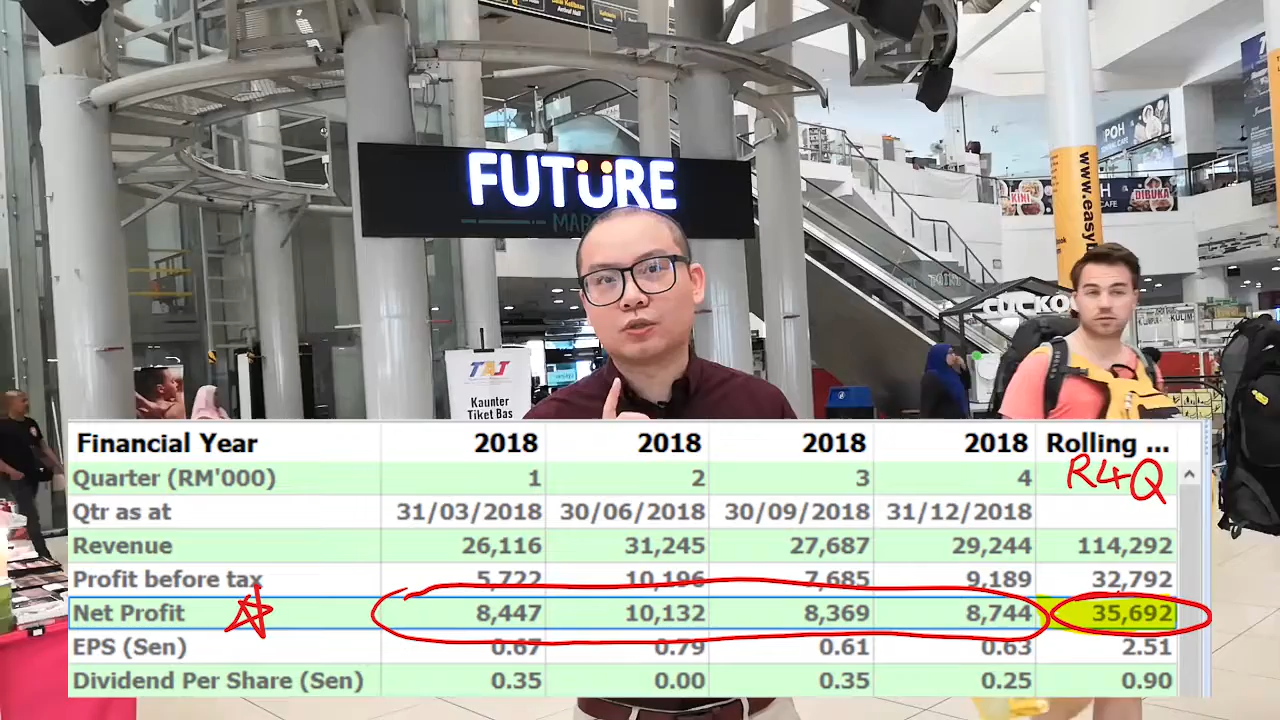 FUTURE
TAT
Kaunter
Tiket Bas
KINI
DIBUKA
CAFE
CUCKO
Financial Year 2018 2018 2018 2018 Rolling ...
R4Q
Quarter (RM'000) 1 2 3 4
Qtr as at 31/03/2018 30/06/2018 30/09/2018 31/12/2018
Revenue 26,116 31,245 27,687 29,244 114,292
Profit before tax 5,722 10,196 7,685 9,189 32,792
Net Profit 8,447 10,132 8,369 8,744 35,692
EPS (Sen) 0.67 0.79 0.61 0.63 2.51
Dividend Per Share (Sen) 0.35 0.00 0.35 0.25 0.90